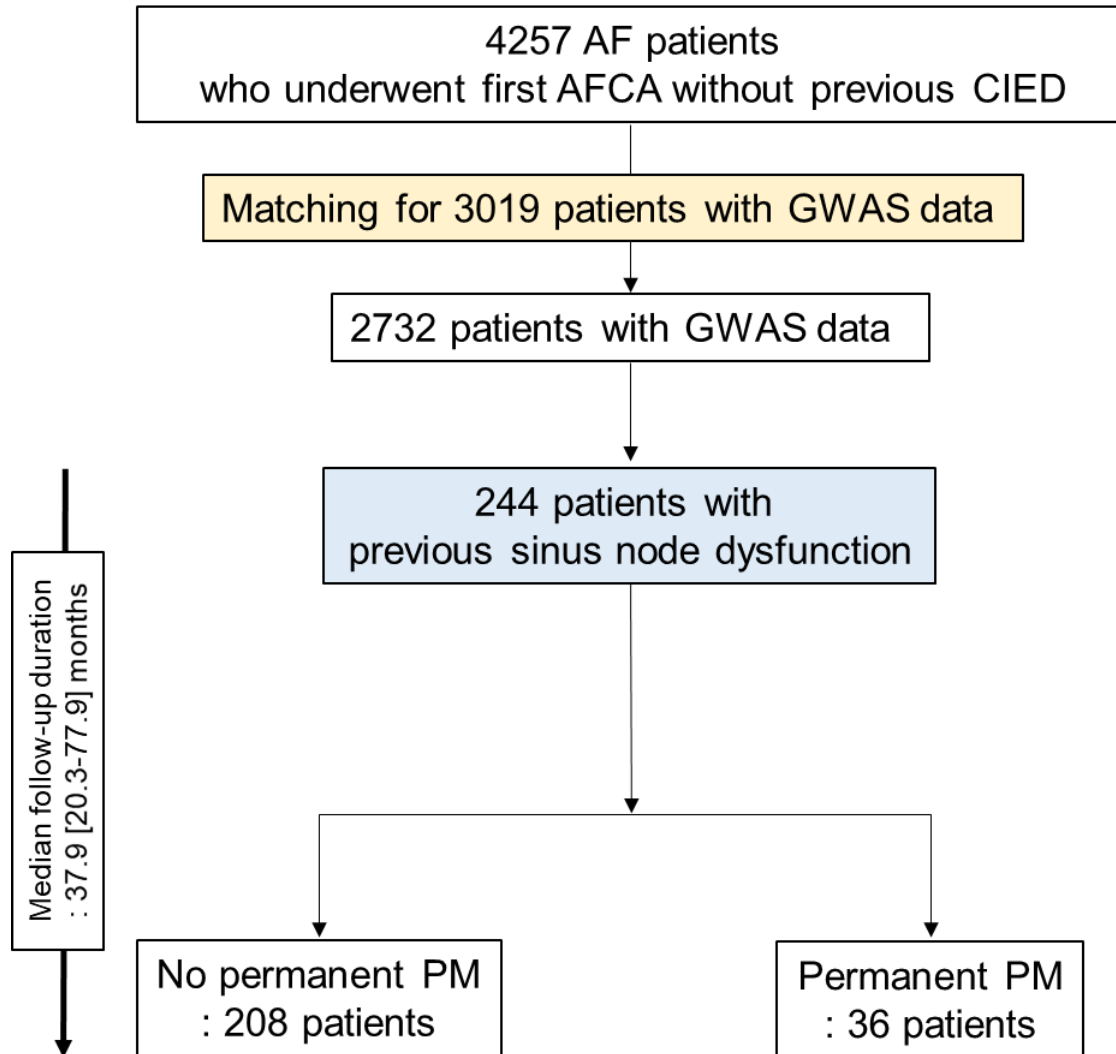 4257 AF patients
who underwent first AFCA without previous CIED
Matching for 3019 patients with GWAS data
2732 patients with GWAS data
244 patients with
previous sinus node dysfunction
Median follow-up duration
: 37.9 [20.3-77.9] months
No permanent PM
: 208 patients
Permanent PM
: 36 patients